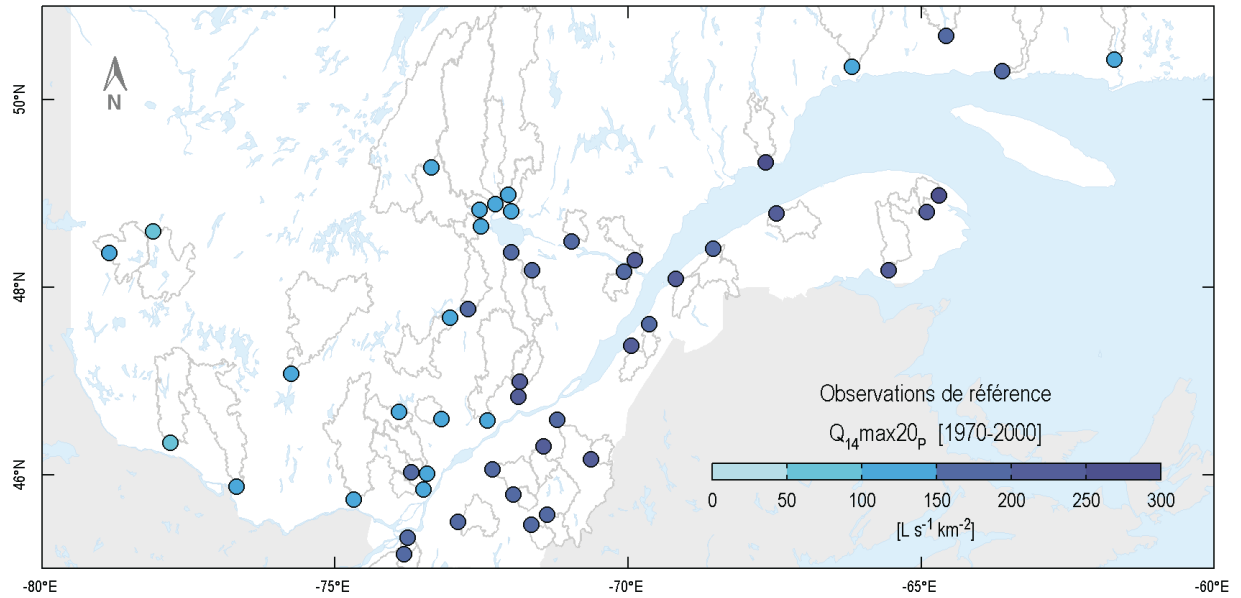 N
50°N
48°N
46°N
Observations de référence
Q₁₄max20ₚ [1970-2000]
0 50 100 150 200 250 300
[L s⁻¹ km⁻²]
-80°E -75°E -70°E -65°E -60°E